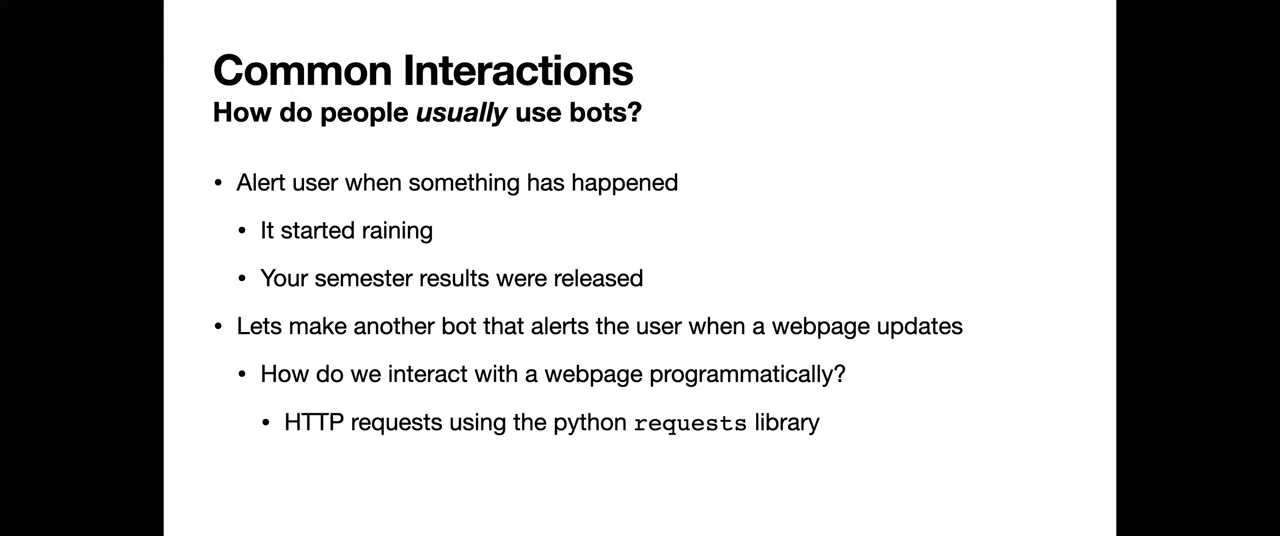 Common Interactions
How do people usually use bots?
• Alert user when something has happened
• It started raining
• Your semester results were released
• Lets make another bot that alerts the user when a webpage updates
• How do we interact with a webpage programmatically?
• HTTP requests using the python requests library